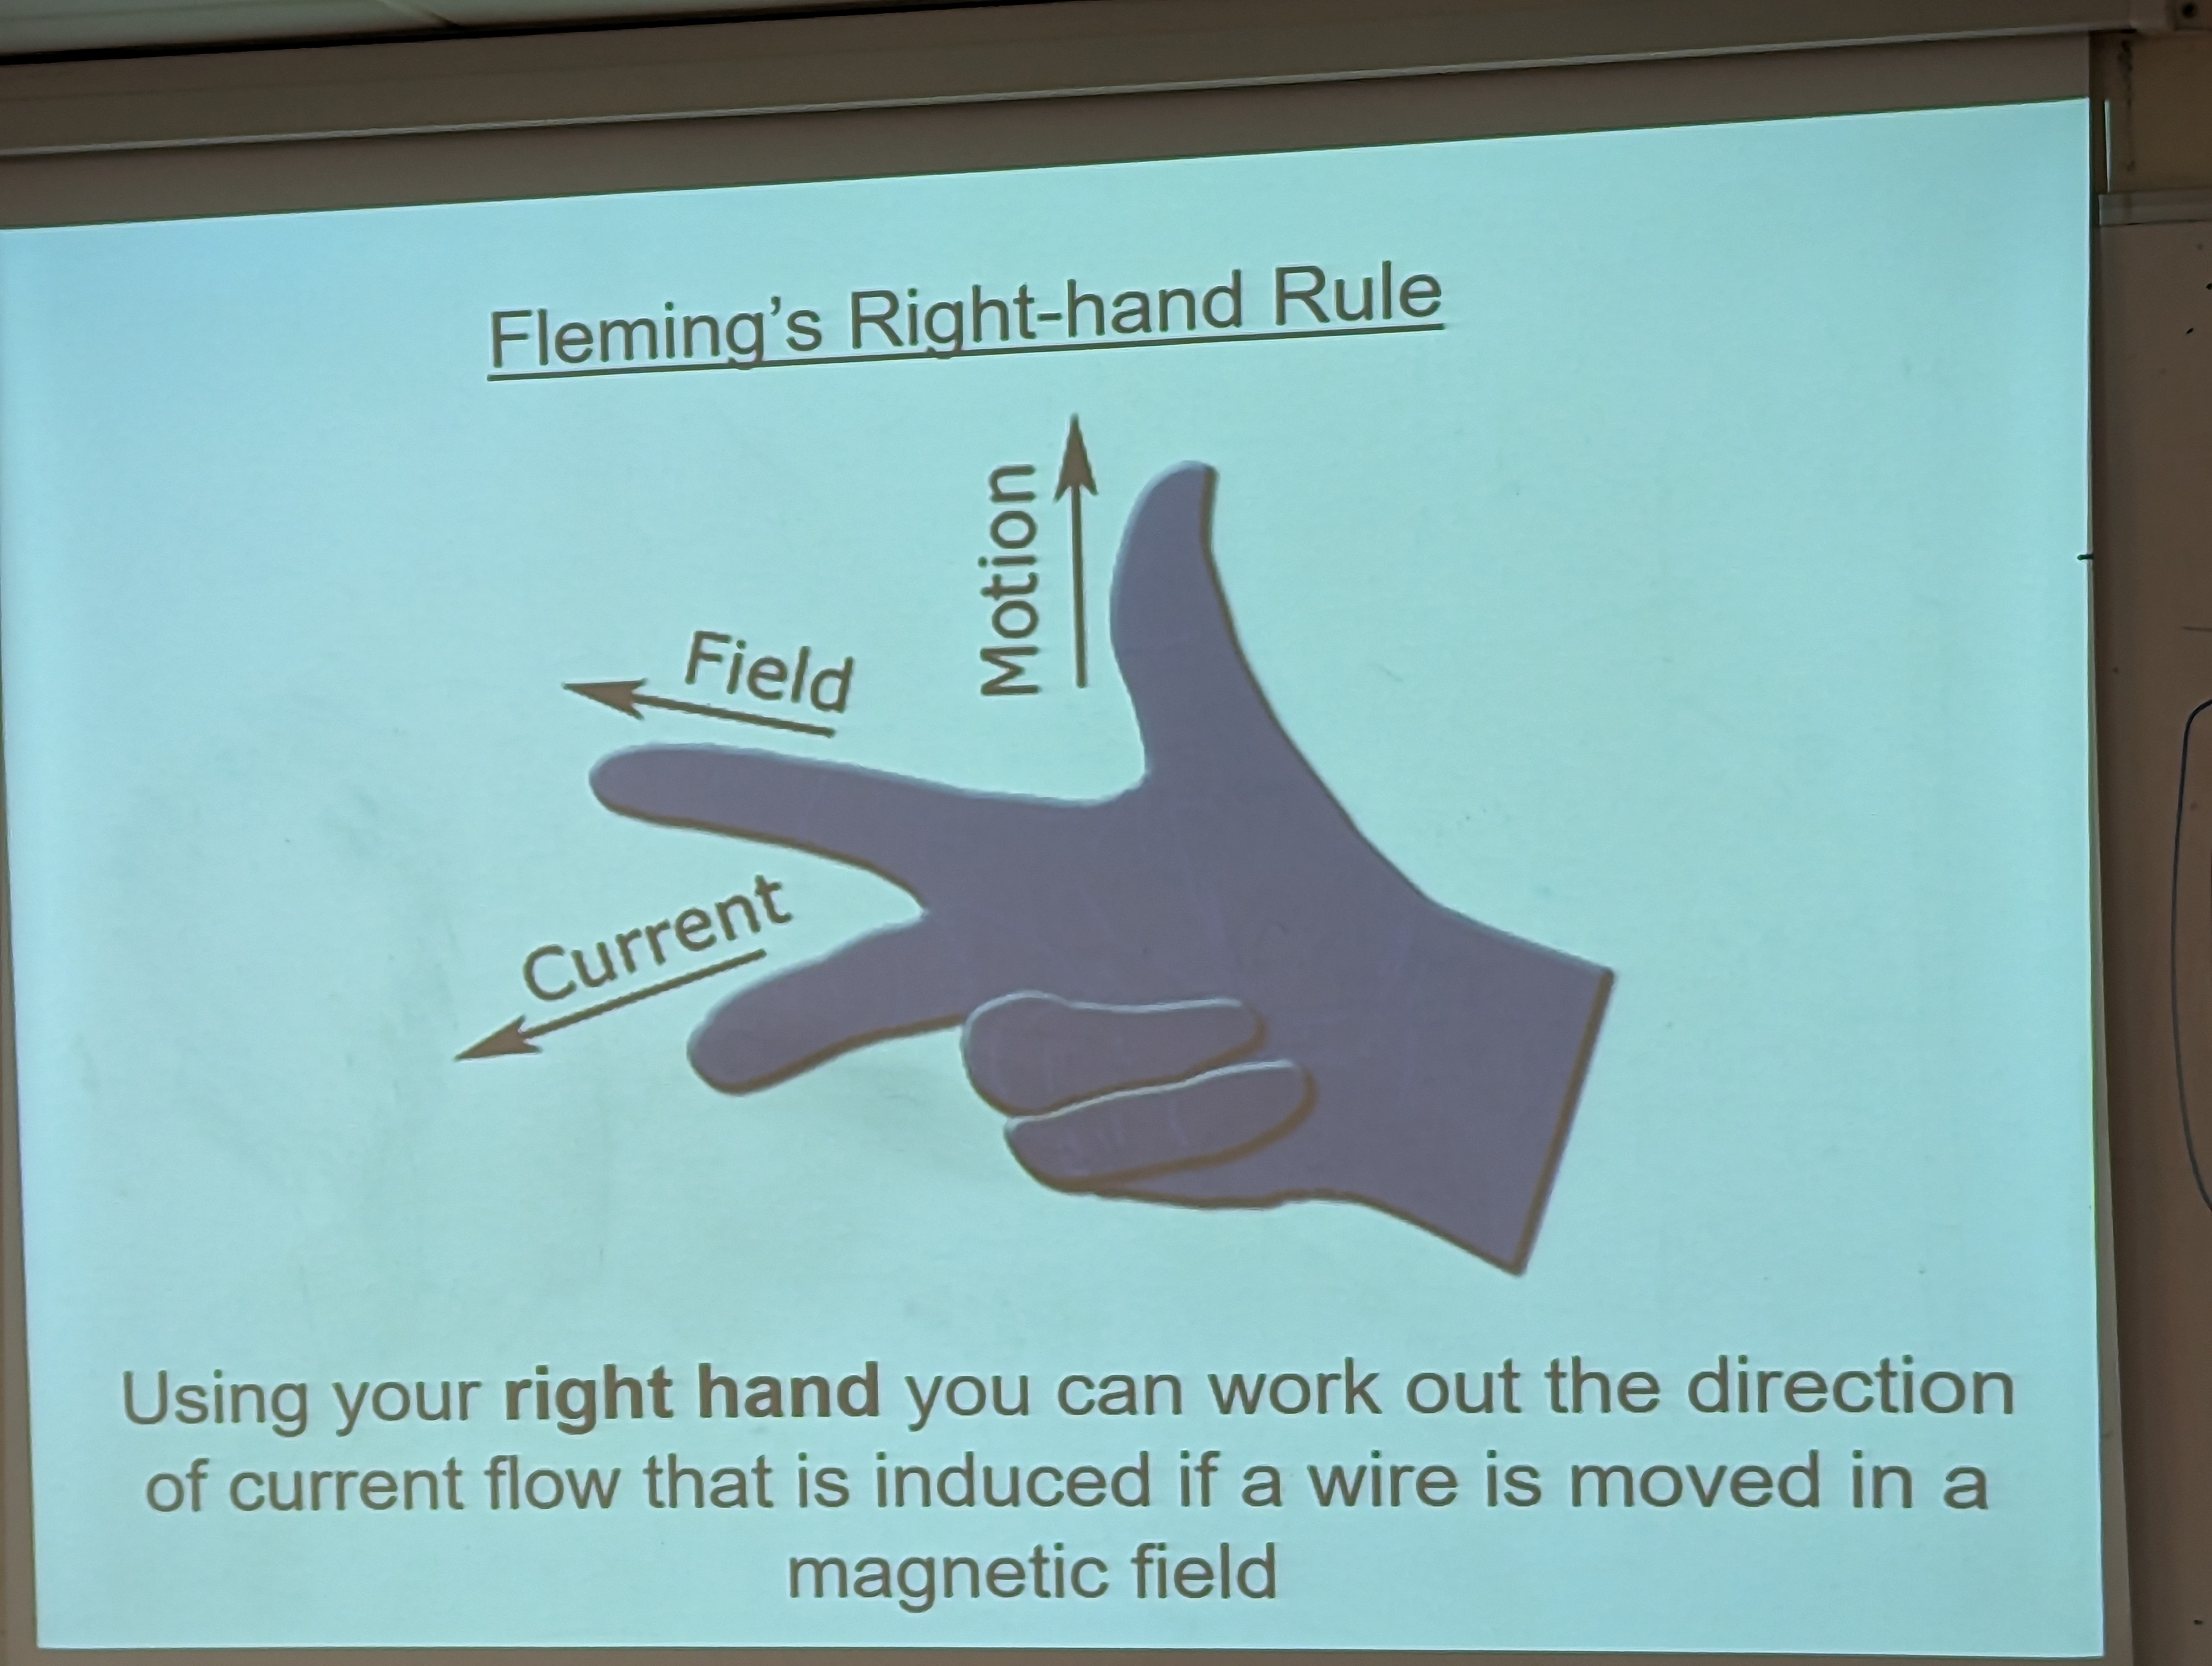 Fleming's Right-hand Rule
Motion
Field
Current
Using your right hand you can work out the direction
of current flow that is induced if a wire is moved in a
magnetic field